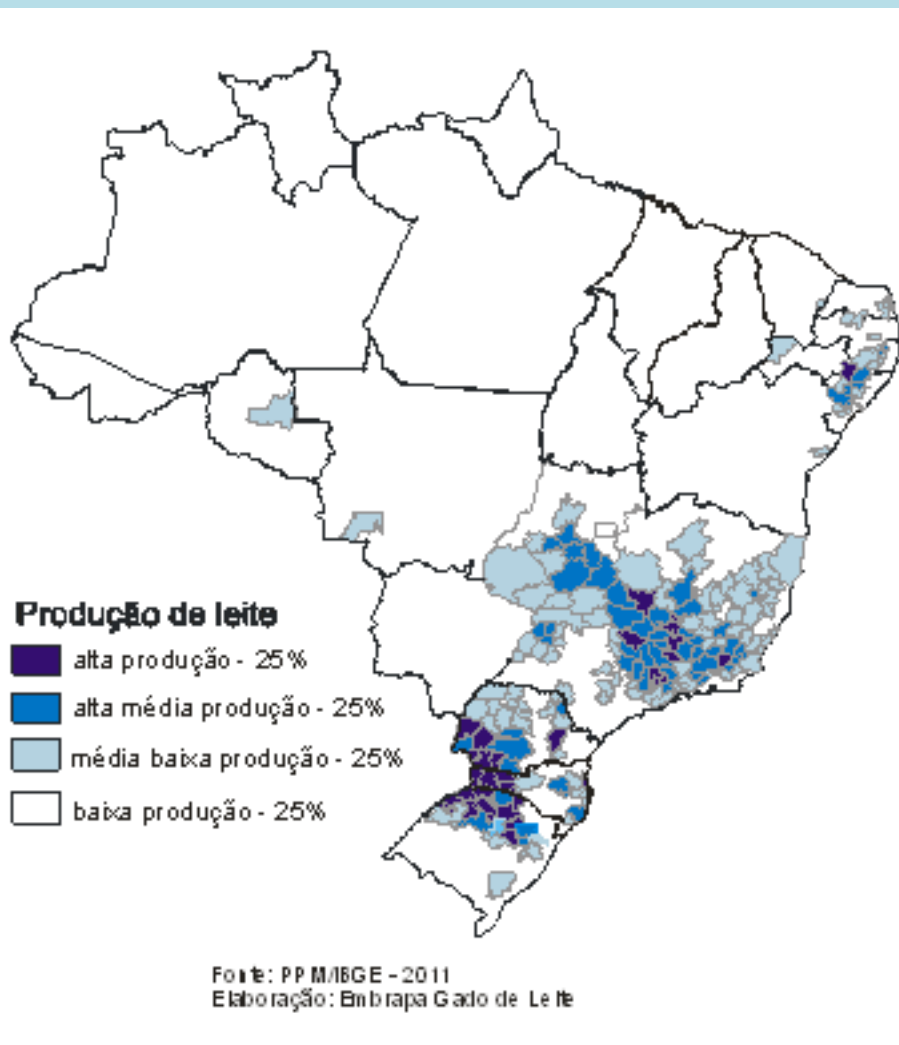 Produção de leite
alta produção - 25%
alta média produção - 25%
média baixa produção - 25%
baixa produção - 25%
Fonte: PPM/IBGE - 2011
Elaboração: Embrapa Gado de Leite